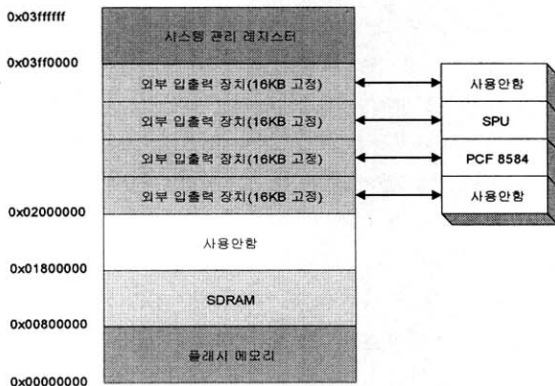 0x03ffffff
시스템 관리 레지스터
0x03ff0000
외부 입출력 장치(16KB 고정)
사용안함
외부 입출력 장치(16KB 고정)
SPU
외부 입출력 장치(16KB 고정)
PCF 8584
외부 입출력 장치(16KB 고정)
사용안함
0x02000000
사용안함
0x01800000
SDRAM
0x00800000
플래시 메모리
0x00000000